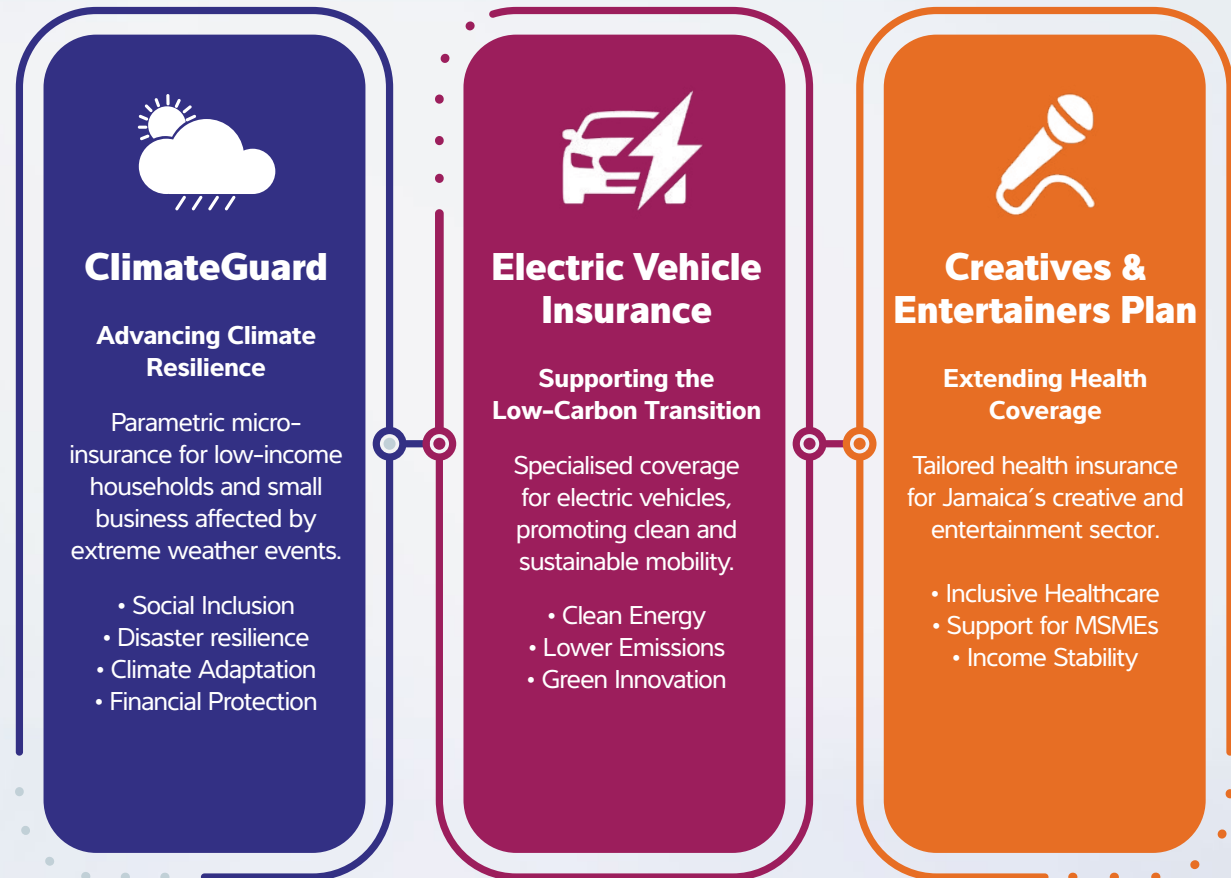 ClimateGuard
Advancing Climate
Resilience
Parametric micro-
insurance for low-income
households and small
business affected by
extreme weather events.
• Social Inclusion
• Disaster resilience
• Climate Adaptation
• Financial Protection
Electric Vehicle
Insurance
Supporting the
Low-Carbon Transition
Specialised coverage
for electric vehicles,
promoting clean and
sustainable mobility.
• Clean Energy
• Lower Emissions
• Green Innovation
Creatives &
Entertainers Plan
Extending Health
Coverage
Tailored health insurance
for Jamaica´s creative and
entertainment sector.
• Inclusive Healthcare
• Support for MSMEs
• Income Stability